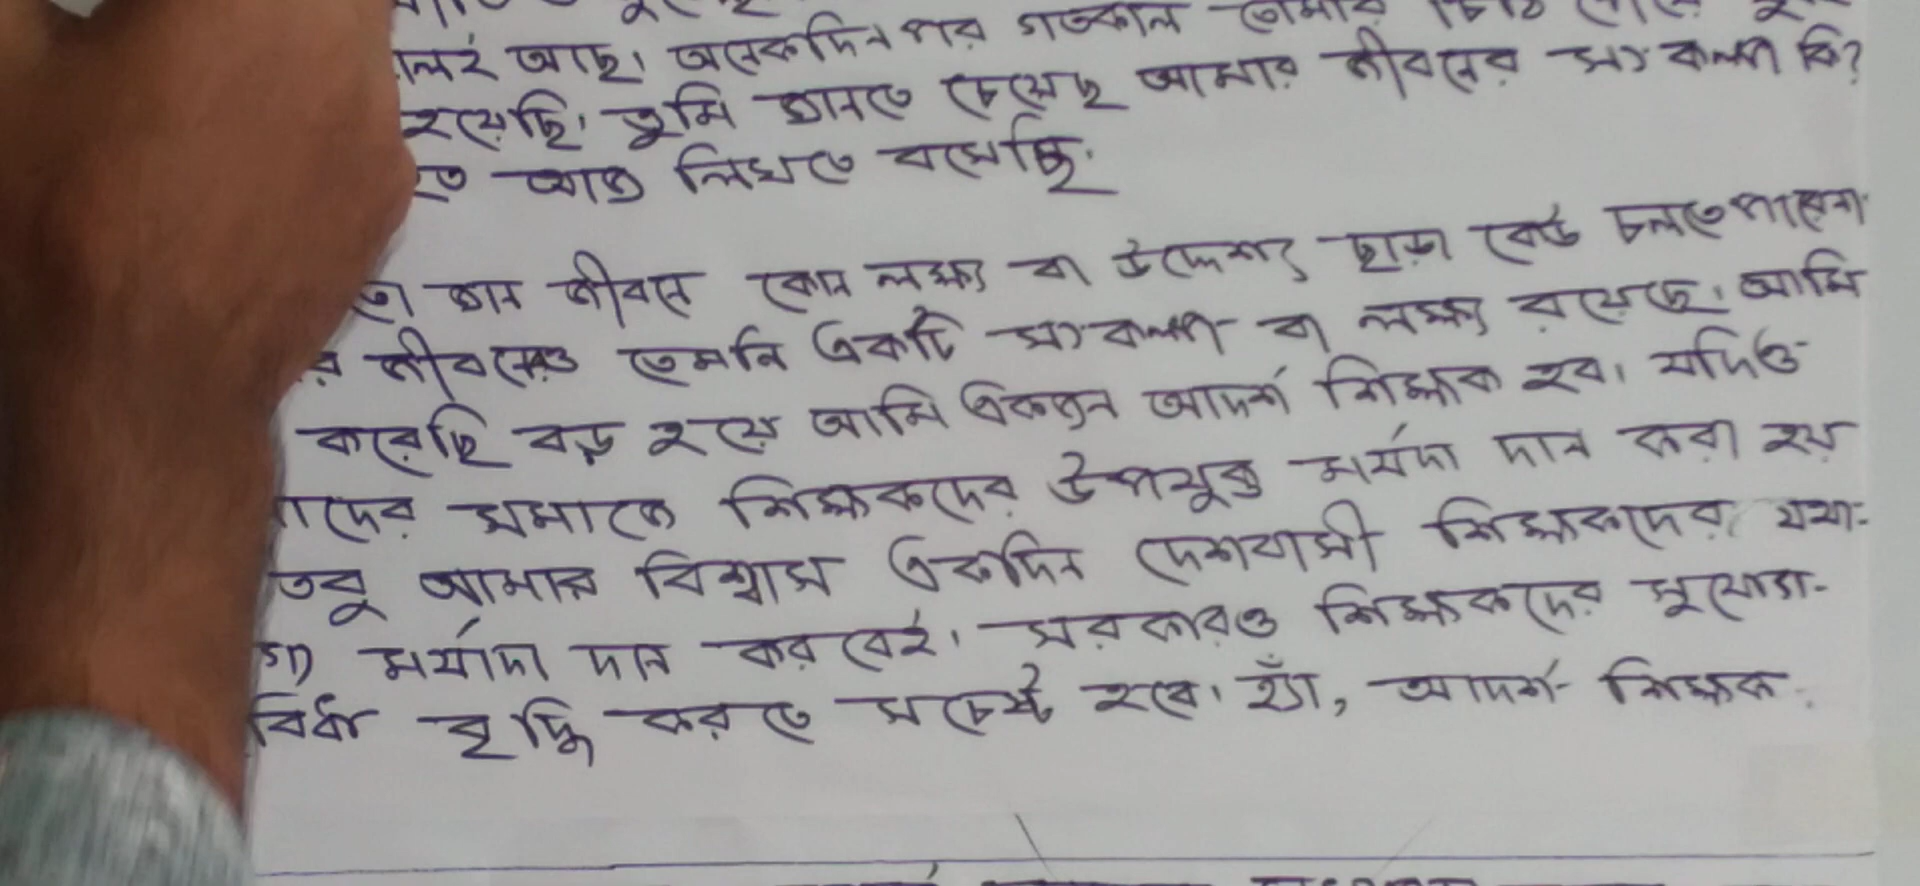 আছে। অনেকদিন পর গতকাল তোমার চিঠি পেয়ে
হয়েছি। তুমি জানতে চেয়েছ আমার জীবনের সংকল্প কি?
আজ লিখতে বসেছি।
তো জান জীবনে কোন লক্ষ্য বা উদ্দেশ্য ছাড়া কেউ চলতে পারেনা।
র জীবনেরও তেমনি একটি সংকল্প বা লক্ষ্য রয়েছে। আমি
করেছি বড় হয়ে আমি একজন আদর্শ শিক্ষক হব। যদিও
াদের সমাজে শিক্ষকদের উপযুক্ত মর্যদা দান করা হয়
তবু আমার বিশ্বাস একদিন দেশবাসী শিক্ষকদের যথা-
মর্যাদা দান করবেই। সরকারও শিক্ষকদের সুযোগ-
বিধা বৃদ্ধি করতে সচেষ্ট হবে। হ্যাঁ, আদর্শ শিক্ষক